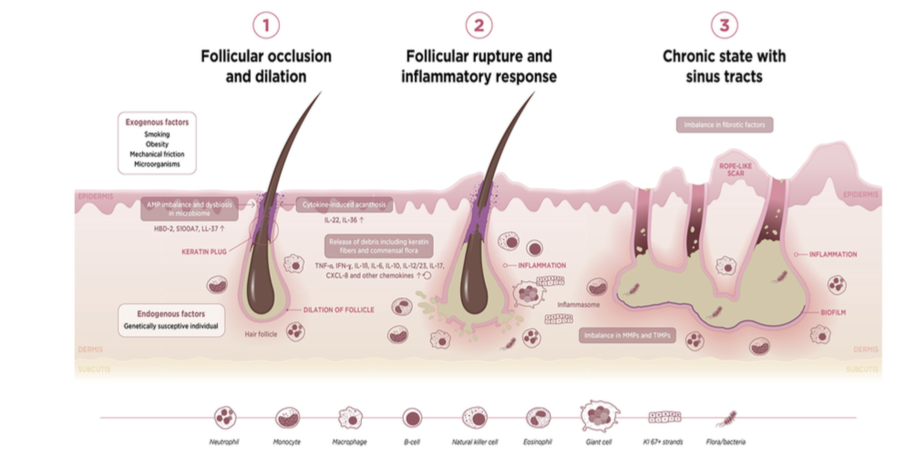 1
Follicular occlusion
and dilation
2
Follicular rupture and
inflammatory response
3
Chronic state with
sinus tracts
Exogenous factors
Smoking
Obesity
Mechanical friction
Microorganisms
Imbalance in fibrotic factors
ROPE-LIKE
SCAR
EPIDERMIS
EPIDERMIS
AMP imbalance and dysbiosis
in microbiome
HBD-2, S100A7, LL-37 ↑
Cytokine-induced acanthosis
IL-22, IL-36 ↑
KERATIN PLUG
Release of debris including keratin
fibers and commensal flora
TNF-α, IFN-γ, IL-1β, IL-6, IL-10, IL-12/23, IL-17,
CXCL-8 and other chemokines ↑
INFLAMMATION
INFLAMMATION
Inflammasome
Endogenous factors
Genetically susceptive individual
DILATION OF FOLLICLE
Hair follicle
Imbalance in MMPs and TIMPs
BIOFILM
DERMIS
DERMIS
SUBCUTIS
SUBCUTIS
Neutrophil
Monocyte
Macrophage
B-cell
Natural killer cell
Eosinophil
Giant cell
KI 67+ strands
Flora/bacteria